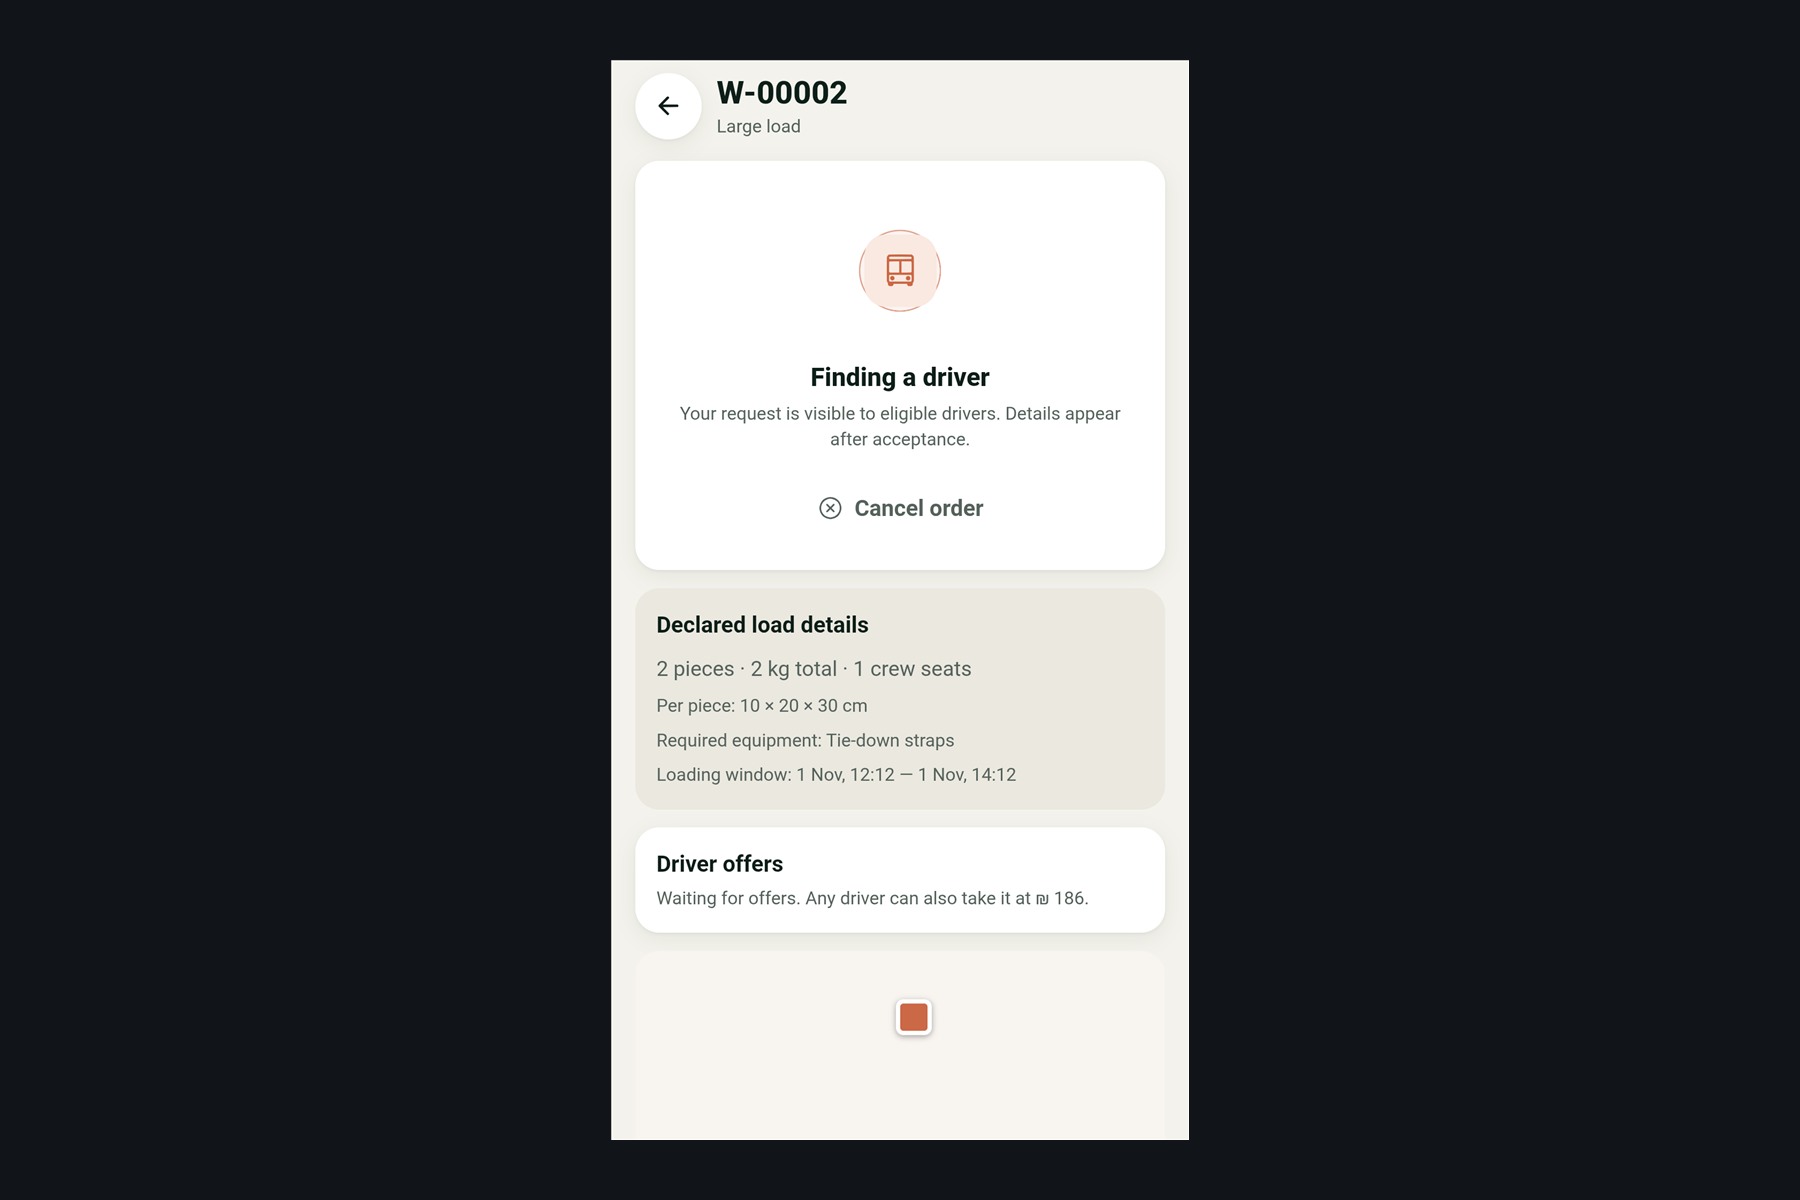 W-00002
Large load
Finding a driver
Your request is visible to eligible drivers. Details appear
after acceptance.
Cancel order
Declared load details
2 pieces · 2 kg total · 1 crew seats
Per piece: 10 × 20 × 30 cm
Required equipment: Tie-down straps
Loading window: 1 Nov, 12:12 — 1 Nov, 14:12
Driver offers
Waiting for offers. Any driver can also take it at ₪ 186.